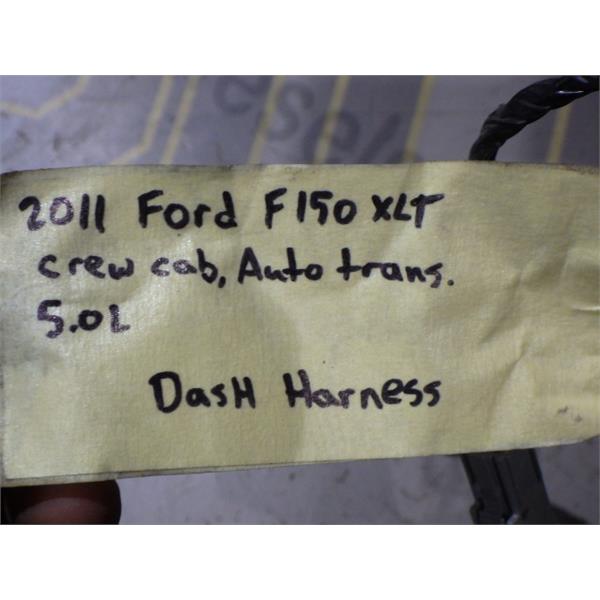 2011 Ford F150 XLT
crew cab, Auto trans.
5.0L
DasH Harness